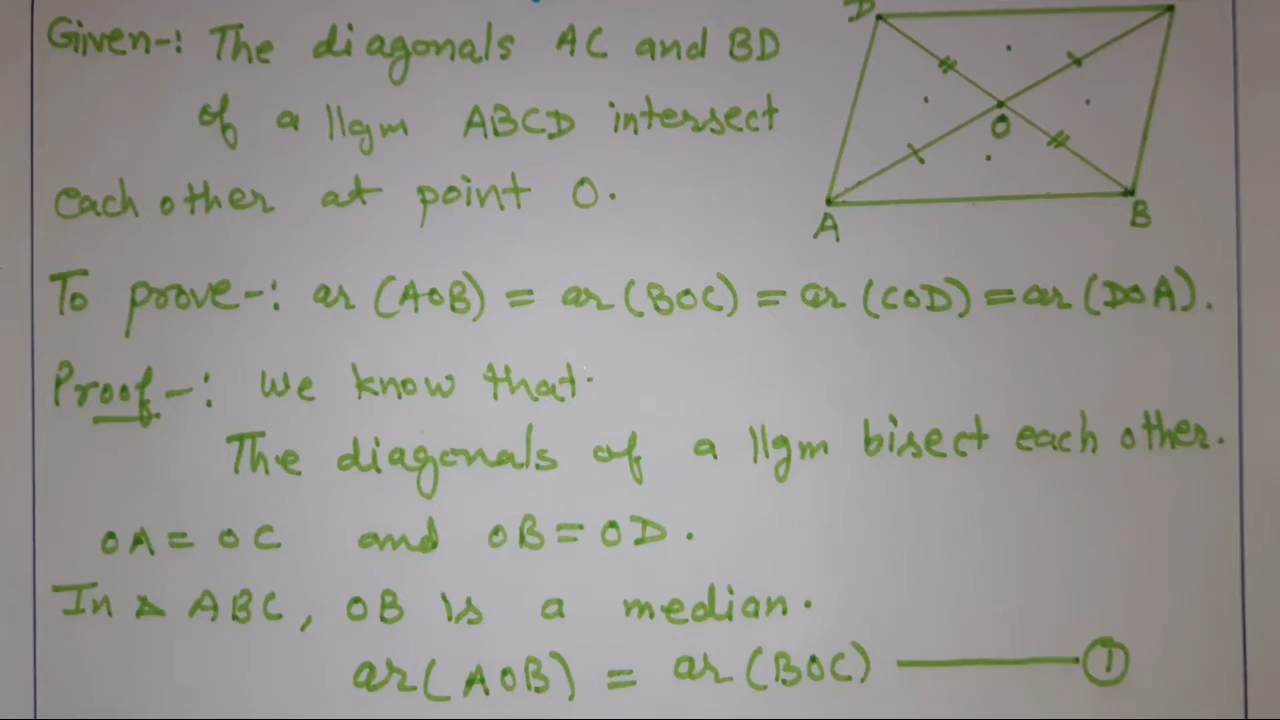 Given-: The diagonals AC and BD
of a ||gm ABCD intersect
each other at point O.
D
O
A
B
To prove-: ar (AOB) = ar (BOC) = ar (COD) = ar (DOA).
Proof-: We know that.
The diagonals of a ||gm bisect each other.
OA = OC and OB = OD.
In △ ABC, OB is a median.
ar (AOB) = ar (BOC) —— ①